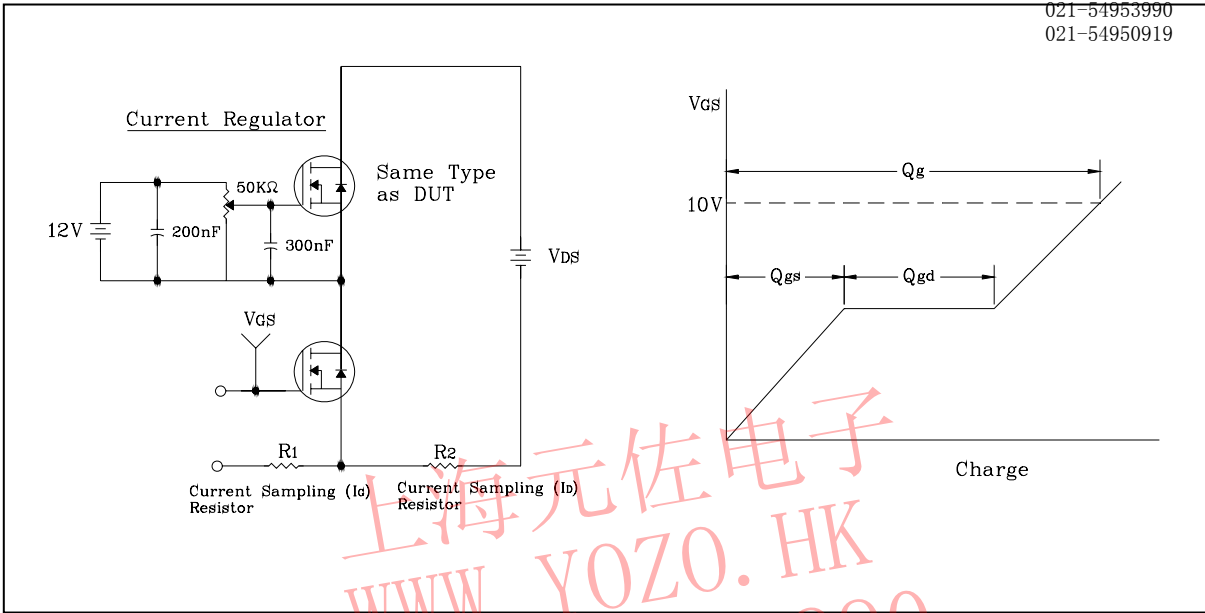 021-54953990
021-54950919
Current Regulator
Same Type
as DUT
50KΩ
12V
200nF
300nF
VDS
VGS
R1
R2
Current Sampling (IG)
Resistor
Current Sampling (ID)
Resistor
VGS
Qg
10V
Qgs
Qgd
Charge
上海元佐电子
WWW.YOZO.HK